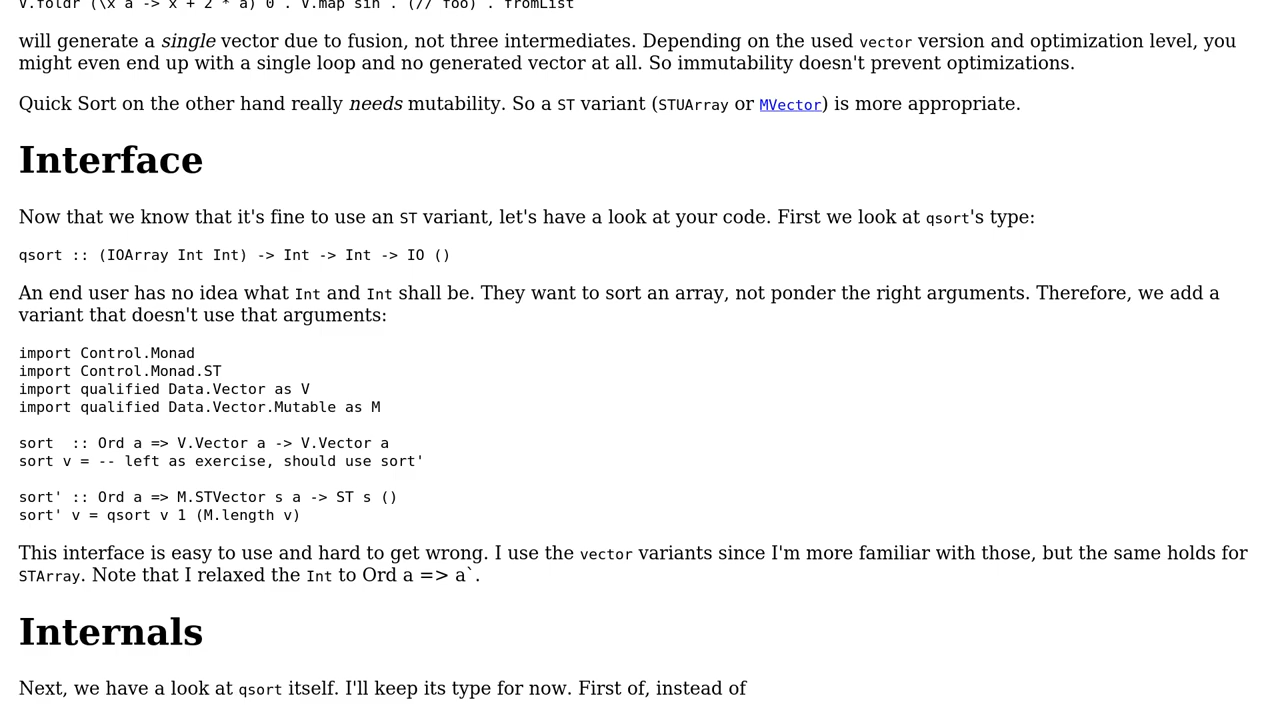 V.foldr (\x a -> x + 2 * a) 0 . V.map sin . (// foo) . fromList
will generate a single vector due to fusion, not three intermediates. Depending on the used vector version and optimization level, you
might even end up with a single loop and no generated vector at all. So immutability doesn't prevent optimizations.
Quick Sort on the other hand really needs mutability. So a ST variant (STUArray or MVector) is more appropriate.
Interface
Now that we know that it's fine to use an ST variant, let's have a look at your code. First we look at qsort's type:
qsort :: (IOArray Int Int) -> Int -> Int -> IO ()
An end user has no idea what Int and Int shall be. They want to sort an array, not ponder the right arguments. Therefore, we add a
variant that doesn't use that arguments:
import Control.Monad
import Control.Monad.ST
import qualified Data.Vector as V
import qualified Data.Vector.Mutable as M
sort  :: Ord a => V.Vector a -> V.Vector a
sort v = -- left as exercise, should use sort'
sort' :: Ord a => M.STVector s a -> ST s ()
sort' v = qsort v 1 (M.length v)
This interface is easy to use and hard to get wrong. I use the vector variants since I'm more familiar with those, but the same holds for
STArray. Note that I relaxed the Int to Ord a => a`.
Internals
Next, we have a look at qsort itself. I'll keep its type for now. First of, instead of